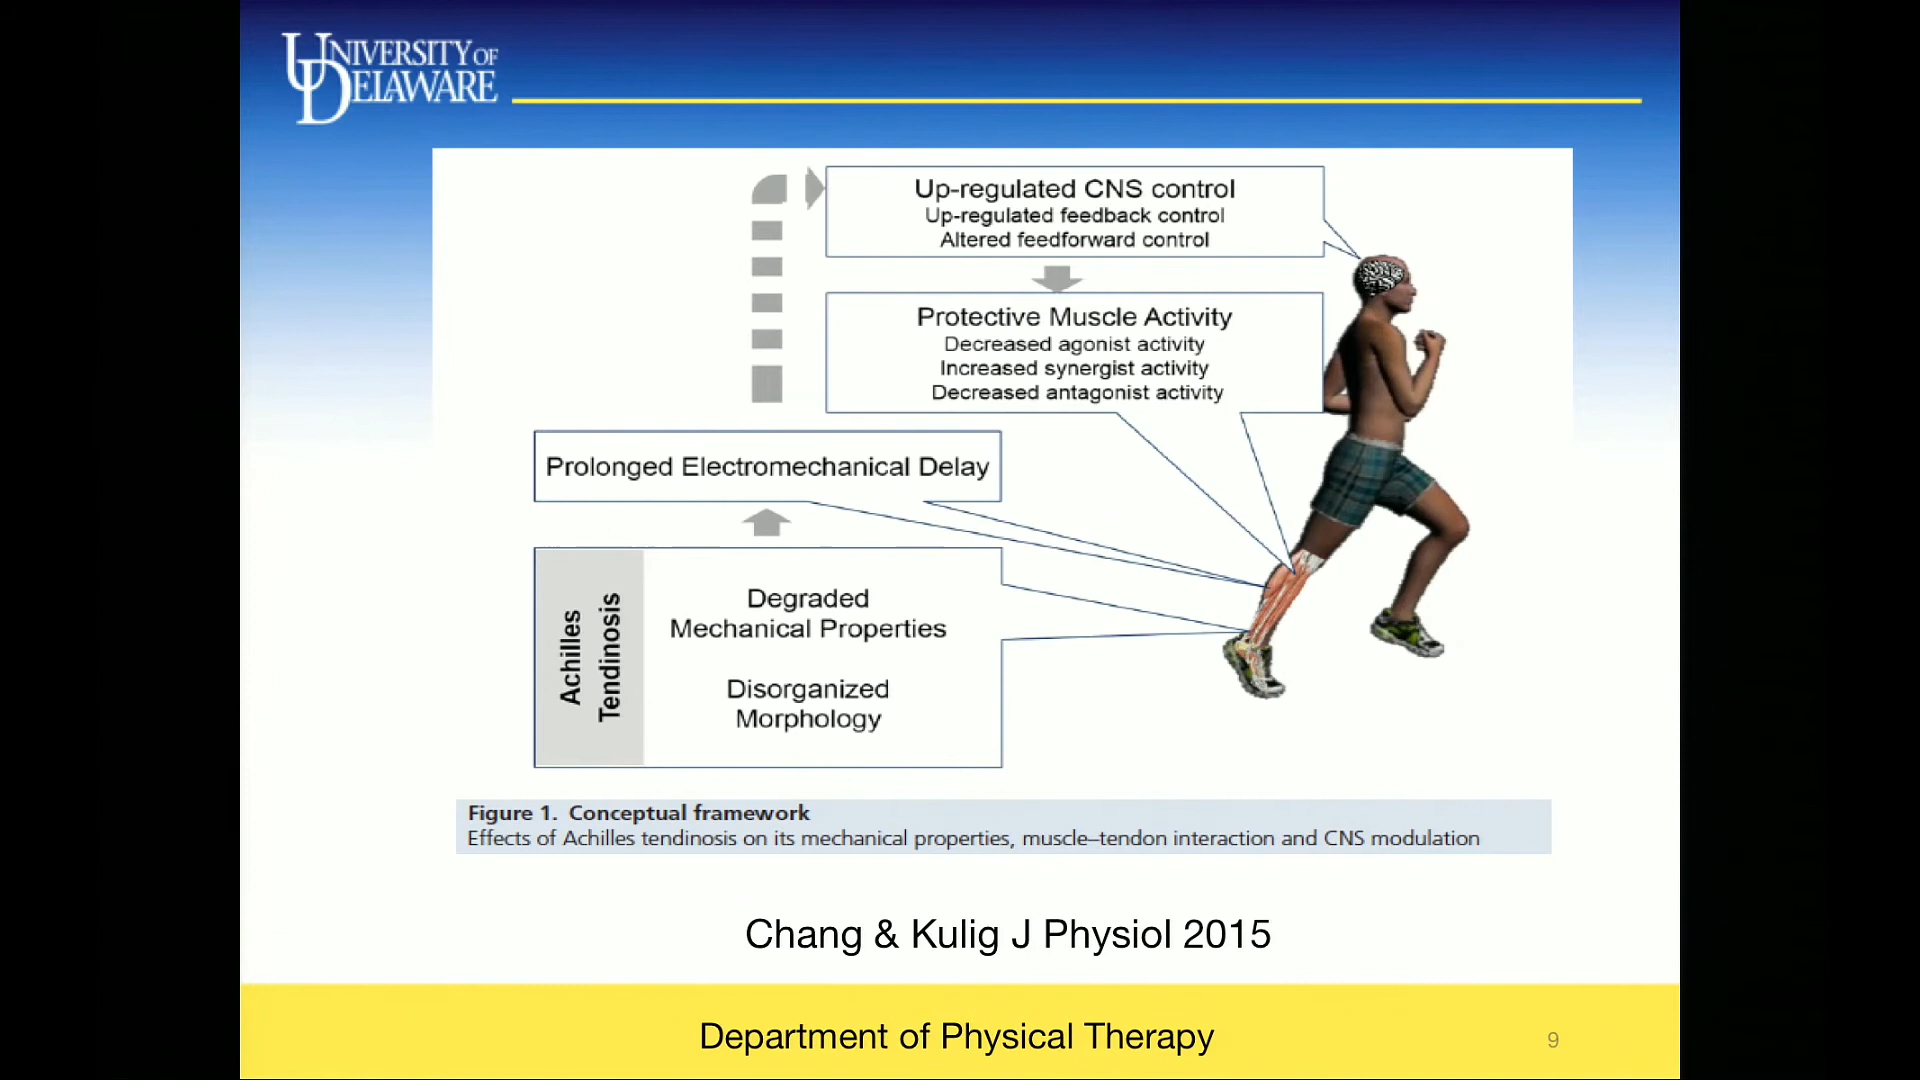 UNIVERSITY OF
DELAWARE
Up-regulated CNS control
Up-regulated feedback control
Altered feedforward control
Protective Muscle Activity
Decreased agonist activity
Increased synergist activity
Decreased antagonist activity
Prolonged Electromechanical Delay
Achilles
Tendinosis
Degraded
Mechanical Properties
Disorganized
Morphology
Figure 1. Conceptual framework
Effects of Achilles tendinosis on its mechanical properties, muscle–tendon interaction and CNS modulation
Chang & Kulig J Physiol 2015
Department of Physical Therapy
9